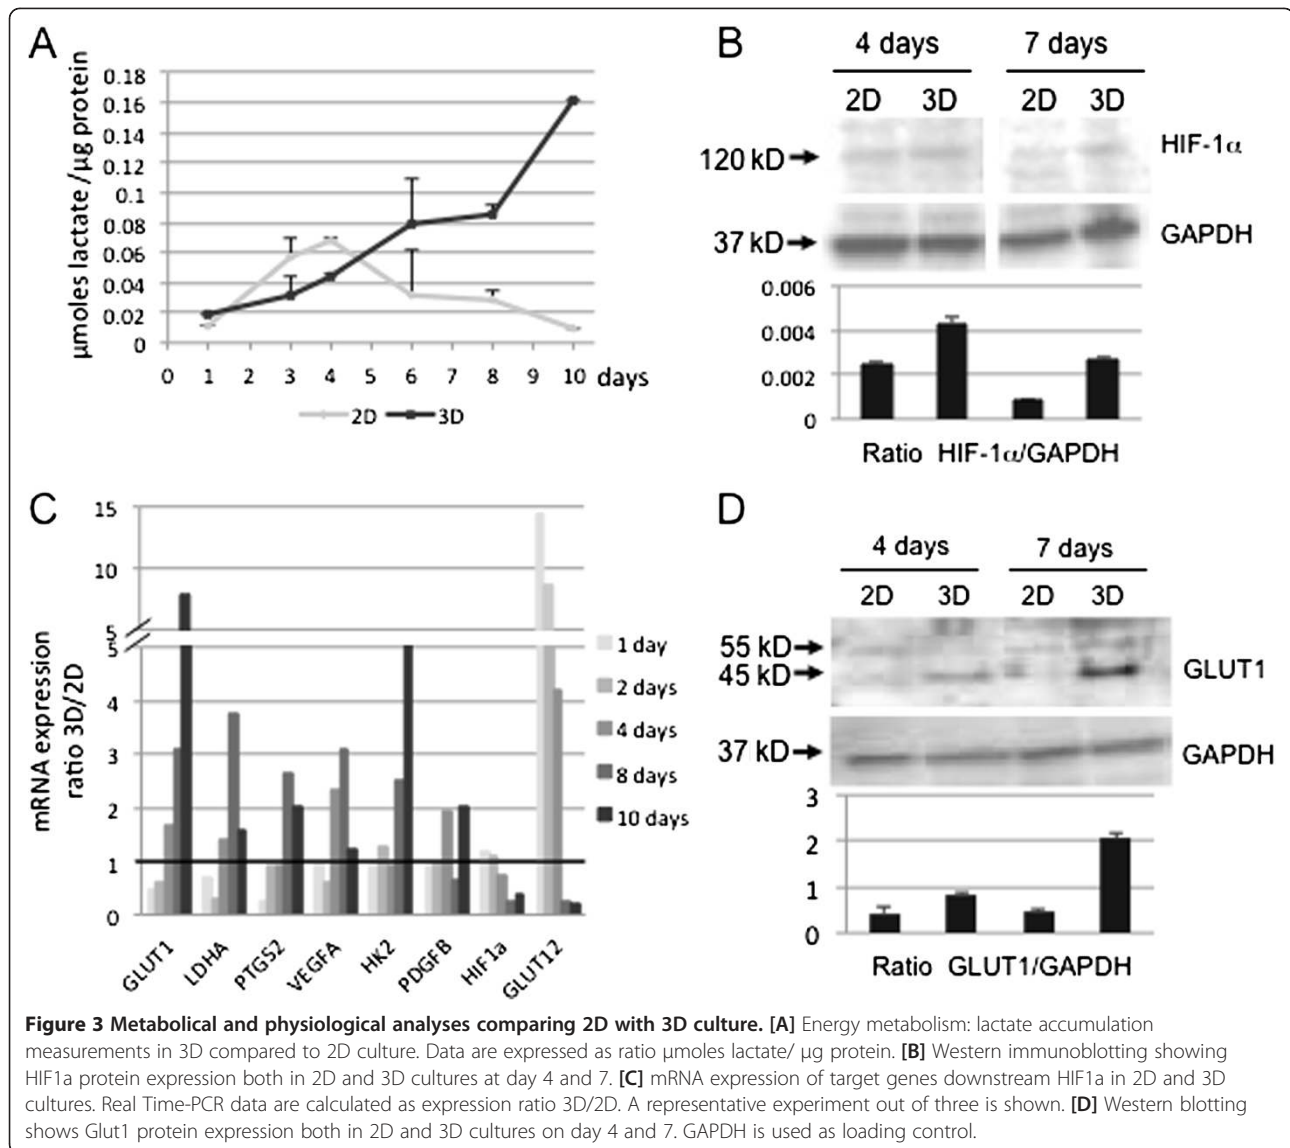 A
µmoles lactate /µg protein
0.18
0.16
0.14
0.12
0.1
0.08
0.06
0.04
0.02
0
0 1 2 3 4 5 6 7 8 9 10 days
2D 3D
B
4 days 7 days
2D 3D 2D 3D
120 kD HIF-1α
37 kD GAPDH
0.006
0.004
0.002
0
Ratio HIF-1α/GAPDH
C
mRNA expression
ratio 3D/2D
15
10
5
5
4
3
2
1
0
1 day
2 days
4 days
8 days
10 days
GLUT1 LDHA PTGS2 VEGFA HK2 PDGFB HIF1a GLUT12
D
4 days 7 days
2D 3D 2D 3D
55 kD
45 kD GLUT1
37 kD GAPDH
3
2
1
0
Ratio GLUT1/GAPDH
Figure 3 Metabolical and physiological analyses comparing 2D with 3D culture. [A] Energy metabolism: lactate accumulation
measurements in 3D compared to 2D culture. Data are expressed as ratio µmoles lactate/ µg protein. [B] Western immunoblotting showing
HIF1a protein expression both in 2D and 3D cultures at day 4 and 7. [C] mRNA expression of target genes downstream HIF1a in 2D and 3D
cultures. Real Time-PCR data are calculated as expression ratio 3D/2D. A representative experiment out of three is shown. [D] Western blotting
shows Glut1 protein expression both in 2D and 3D cultures on day 4 and 7. GAPDH is used as loading control.